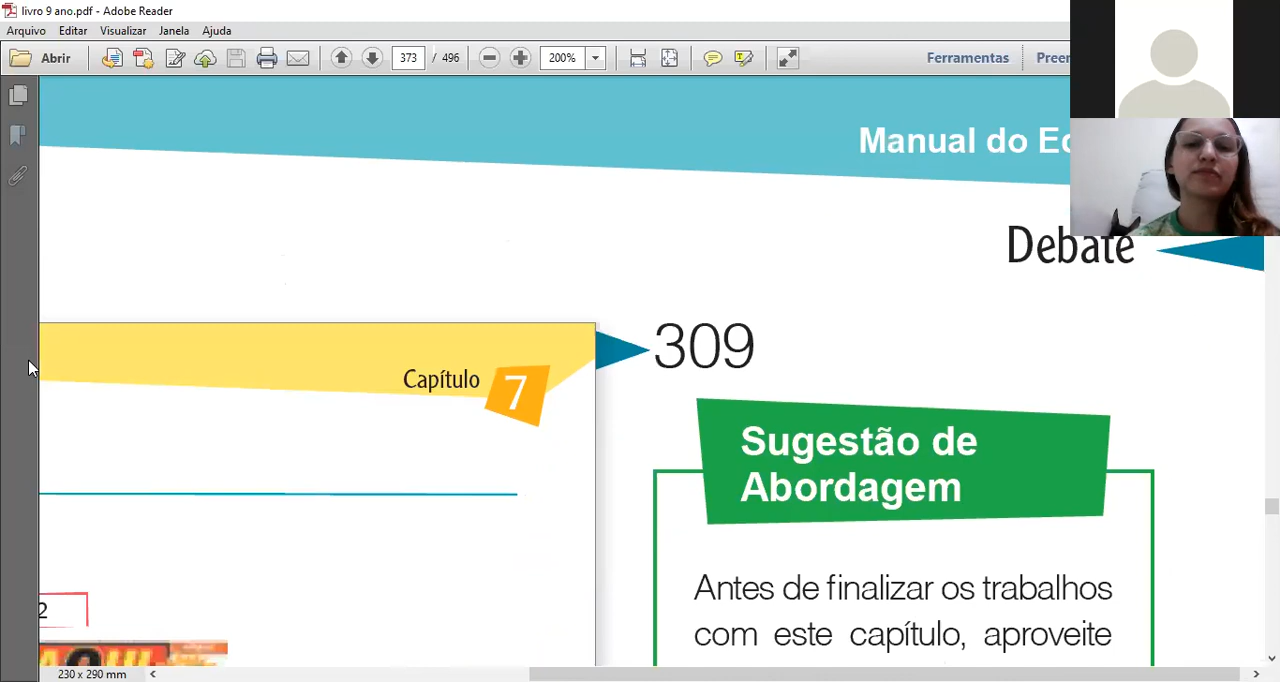 livro 9 ano.pdf - Adobe Reader
Arquivo Editar Visualizar Janela Ajuda
Abrir 373 / 496 200% Ferramentas
Manual do
Debate
309
Capítulo 7
Sugestão de
Abordagem
2
Antes de finalizar os trabalhos
com este capítulo, aproveite
230 x 290 mm